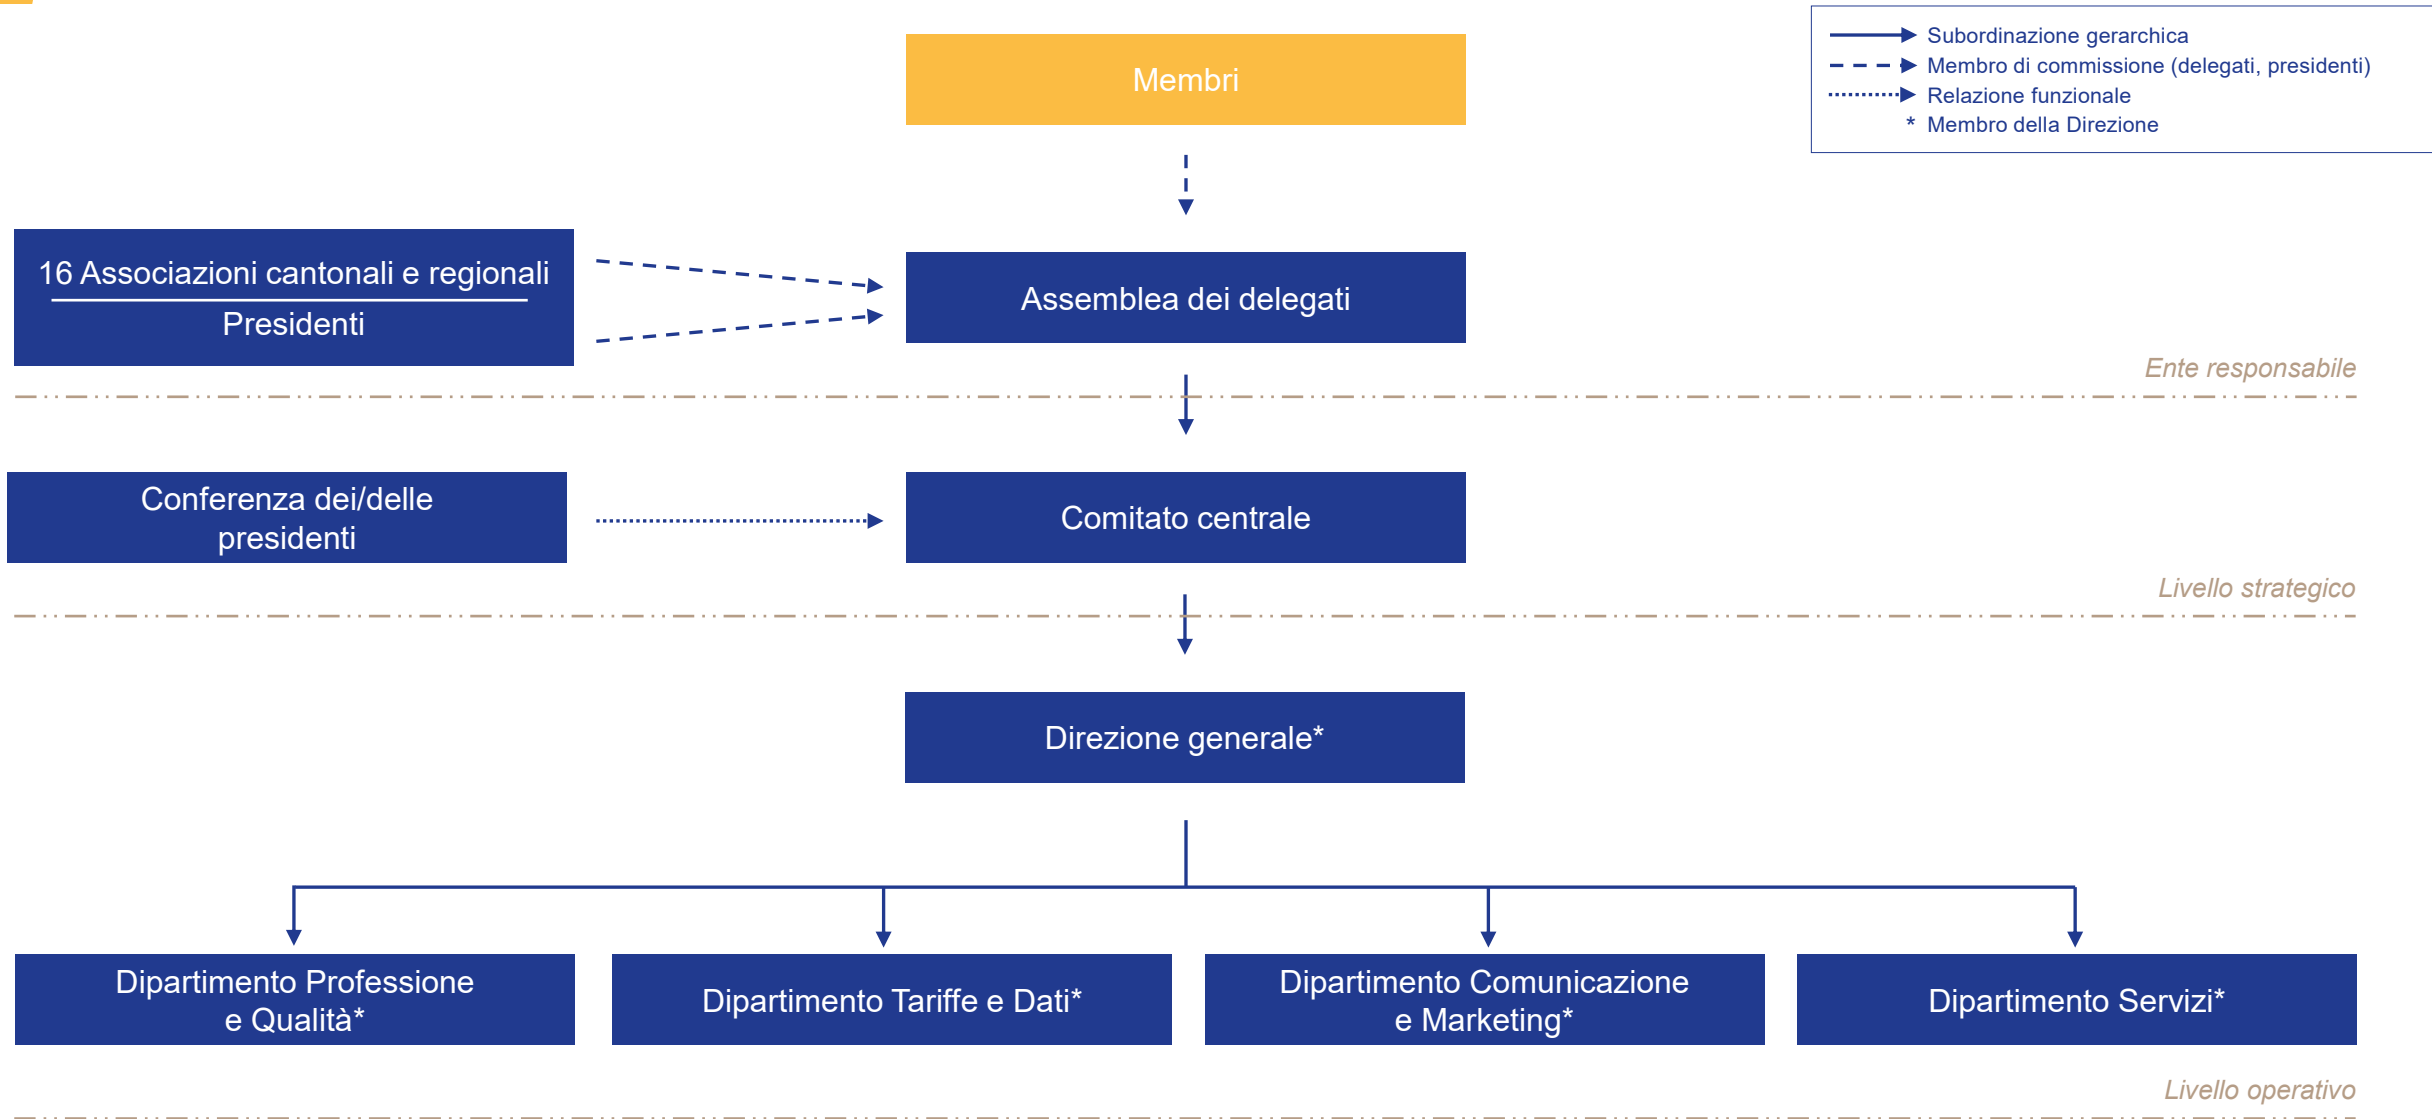 Membri
Subordinazione gerarchica
Membro di commissione (delegati, presidenti)
Relazione funzionale
* Membro della Direzione
16 Associazioni cantonali e regionali
Presidenti
Assemblea dei delegati
Ente responsabile
Conferenza dei/delle
presidenti
Comitato centrale
Livello strategico
Direzione generale*
Dipartimento Professione
e Qualità*
Dipartimento Tariffe e Dati*
Dipartimento Comunicazione
e Marketing*
Dipartimento Servizi*
Livello operativo